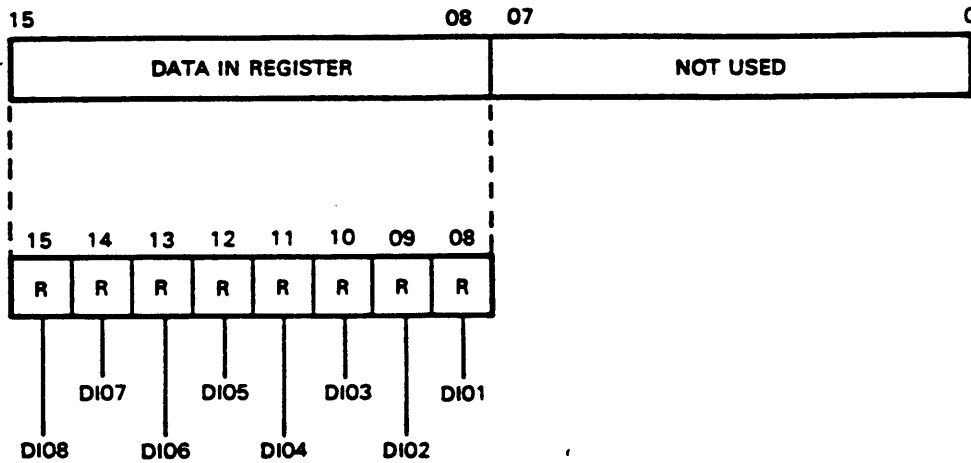 15 08 07 0
DATA IN REGISTER NOT USED
15 14 13 12 11 10 09 08
R R R R R R R R
DIO7 DIO5 DIO3 DIO1
DIO8 DIO6 DIO4 DIO2